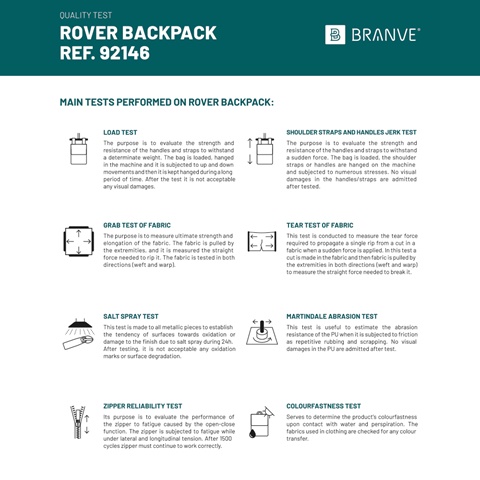 QUALITY TEST
ROVER BACKPACK
REF. 92146
BRANVE®
MAIN TESTS PERFORMED ON ROVER BACKPACK:
LOAD TEST
The purpose is to evaluate the strength and
resistance of the handles and straps to withstand
a determinate weight. The bag is loaded, hanged
in the machine and it is subjected to up and down
movements and then it is kept hanged during a long
period of time. After the test it is not acceptable
any visual damages.
SHOULDER STRAPS AND HANDLES JERK TEST
The purpose is to evaluate the strength and
resistance of the handles and straps to withstand
a sudden force. The bag is loaded, the shoulder
straps or handles are hanged on the machine
and subjected to numerous stresses. No visual
damages in the handles/straps are admitted
after tested.
GRAB TEST OF FABRIC
The purpose is to measure ultimate strength and
elongation of the fabric. The fabric is pulled by
the extremities, and it is measured the straight
force needed to rip it. The fabric is tested in both
directions (weft and warp).
TEAR TEST OF FABRIC
This test is conducted to measure the tear force
required to propagate a single rip from a cut in a
fabric when a sudden force is applied. In this test a
cut is made in the fabric and then fabric is pulled by
the extremities in both directions (weft and warp)
to measure the straight force needed to break it.
SALT SPRAY TEST
This test is made to all metallic pieces to establish
the tendency of surfaces towards oxidation or
damage to the finish due to salt spray during 24h.
After testing, it is not acceptable any oxidation
marks or surface degradation.
MARTINDALE ABRASION TEST
This test is useful to estimate the abrasion
resistance of the PU when it is subjected to friction
as repetitive rubbing and scrapping. No visual
damages in the PU are admitted after test.
ZIPPER RELIABILITY TEST
Its purpose is to evaluate the performance of
the zipper to fatigue caused by the open-close
function. The zipper is subjected to fatigue while
under lateral and longitudinal tension. After 1500
cycles zipper must continue to work correctly.
COLOURFASTNESS TEST
Serves to determine the product's colourfastness
upon contact with water and perspiration. The
fabrics used in clothing are checked for any colour
transfer.